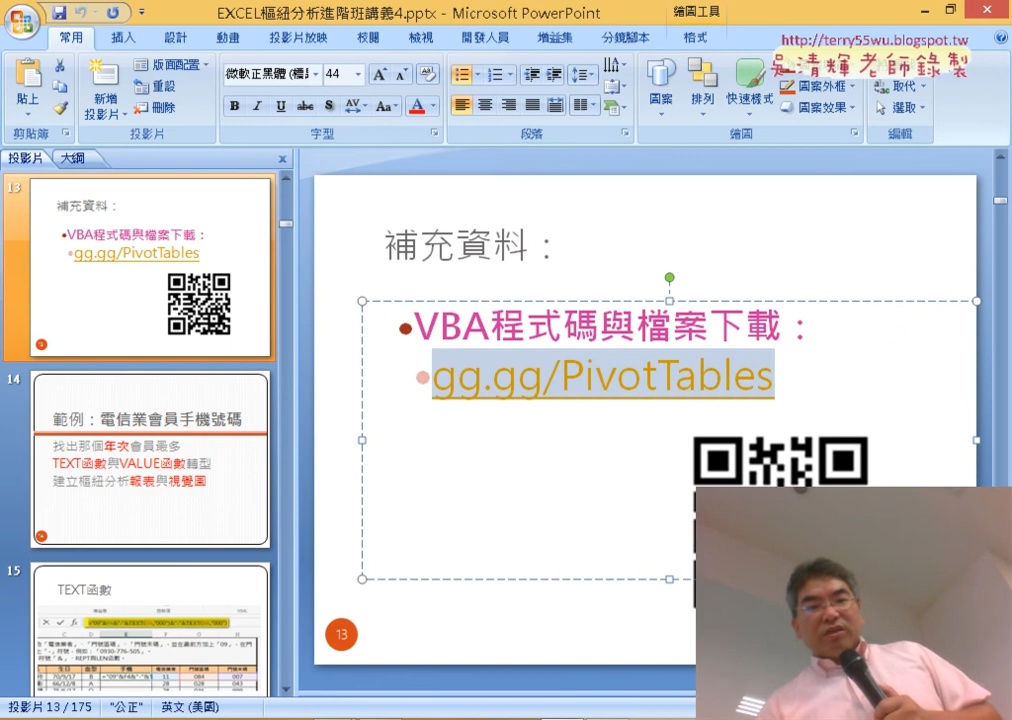 EXCEL樞紐分析進階班講義4.pptx - Microsoft PowerPoint
繪圖工具
常用 插入 設計 動畫 投影片放映 校閱 檢視 開發人員 增益集 分鏡腳本 格式
http://terry55wu.blogspot.tw
吳清輝老師錄製
貼上
剪貼簿
新增
投影片
版面配置
重設
刪除
投影片
微軟正黑體 (標題
44
B I U abc S AV Aa A
字型
段落
圖案
排列
快速樣式
圖案外框
圖案效果
繪圖
取代
選取
編輯
投影片 大綱
13
補充資料：
•VBA程式碼與檔案下載：
•gg.gg/PivotTables
14
範例：電信業會員手機號碼
找出那個年次會員最多
TEXT函數與VALUE函數轉型
建立樞紐分析報表與視覺圖
15
TEXT函數
補充資料：
•VBA程式碼與檔案下載：
•gg.gg/PivotTables
13
投影片 13 / 175
"公正"
英文 (美國)